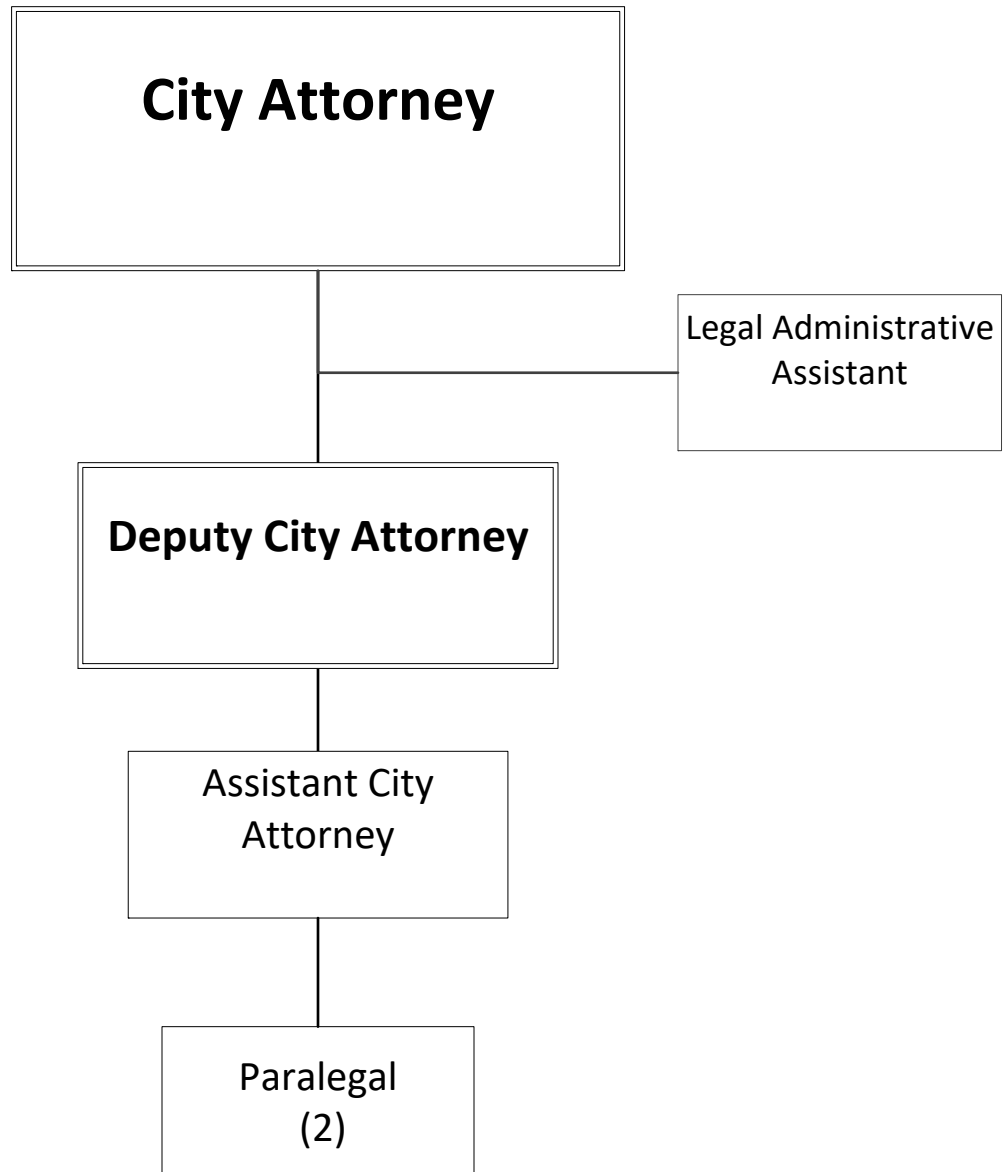 City Attorney
Legal Administrative
Assistant
Deputy City Attorney
Assistant City
Attorney
Paralegal
(2)